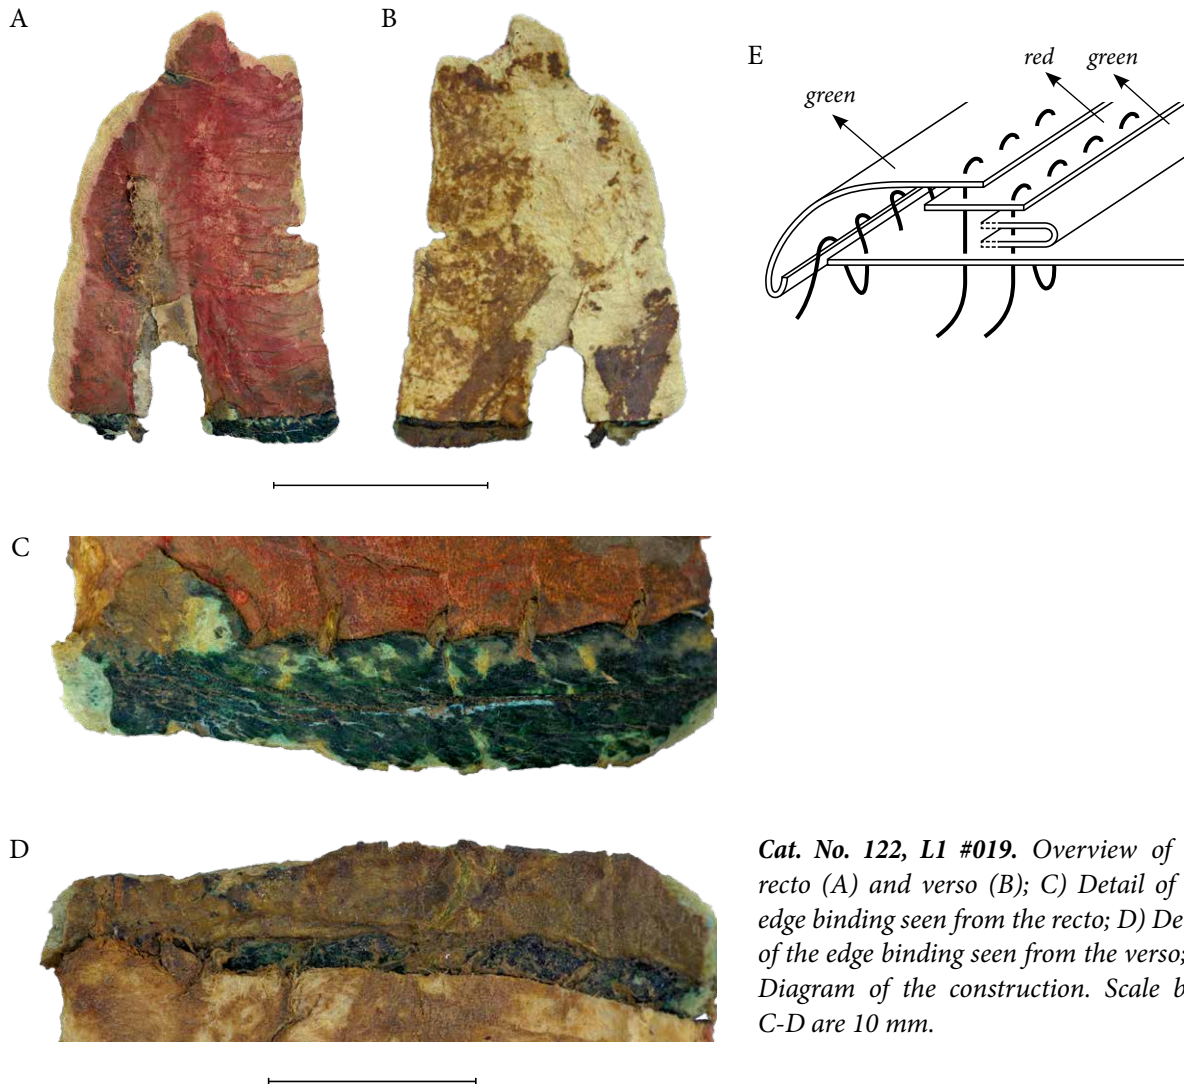 A
B
E
green
red
green
C
D
Cat. No. 122, L1 #019. Overview of
recto (A) and verso (B); C) Detail of
edge binding seen from the recto; D)
of the edge binding seen from the verso;
Diagram of the construction. Scale
C-D are 10 mm.